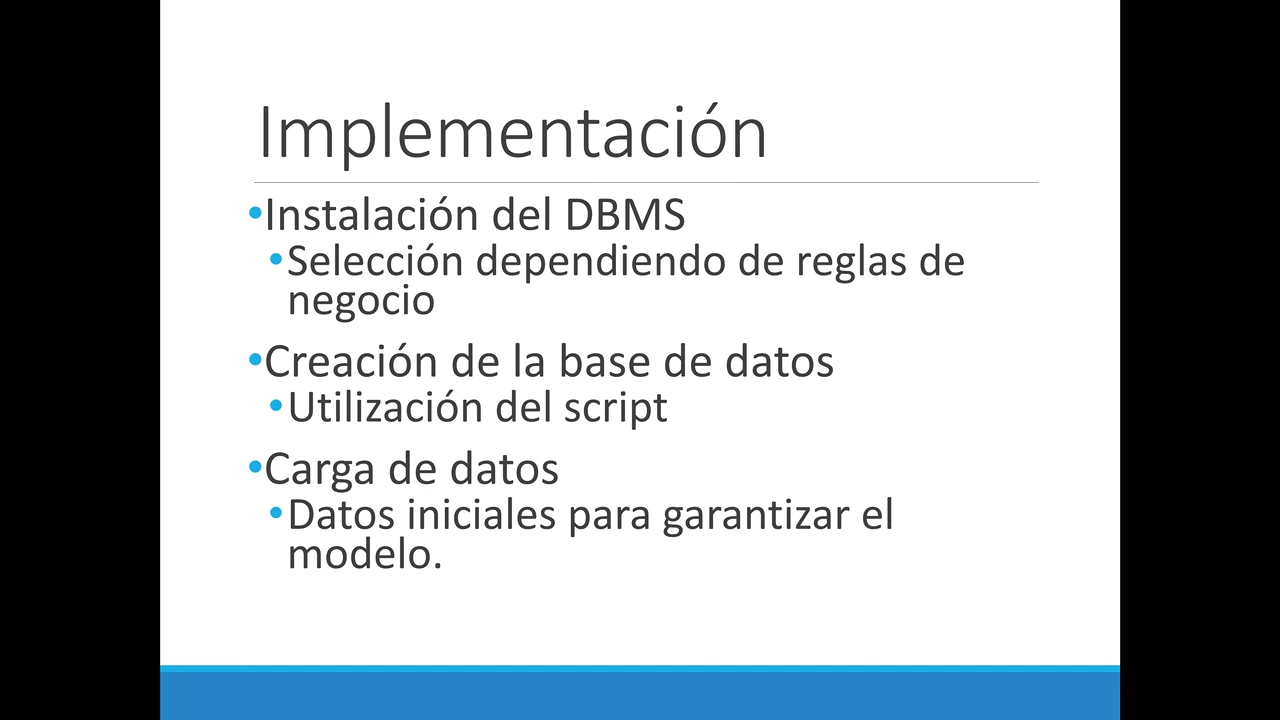 Implementación
•Instalación del DBMS
•Selección dependiendo de reglas de
negocio
•Creación de la base de datos
•Utilización del script
•Carga de datos
•Datos iniciales para garantizar el
modelo.